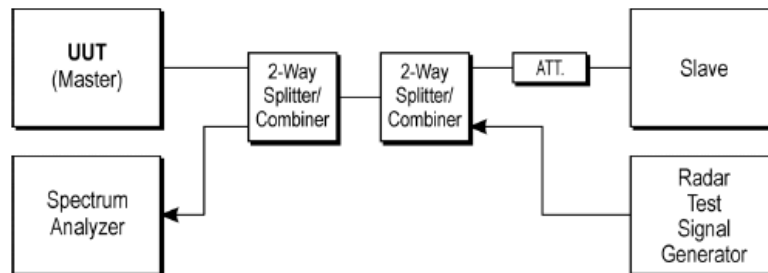 UUT
(Master)
2-Way
Splitter/
Combiner
2-Way
Splitter/
Combiner
ATT.
Slave
Spectrum
Analyzer
Radar
Test
Signal
Generator